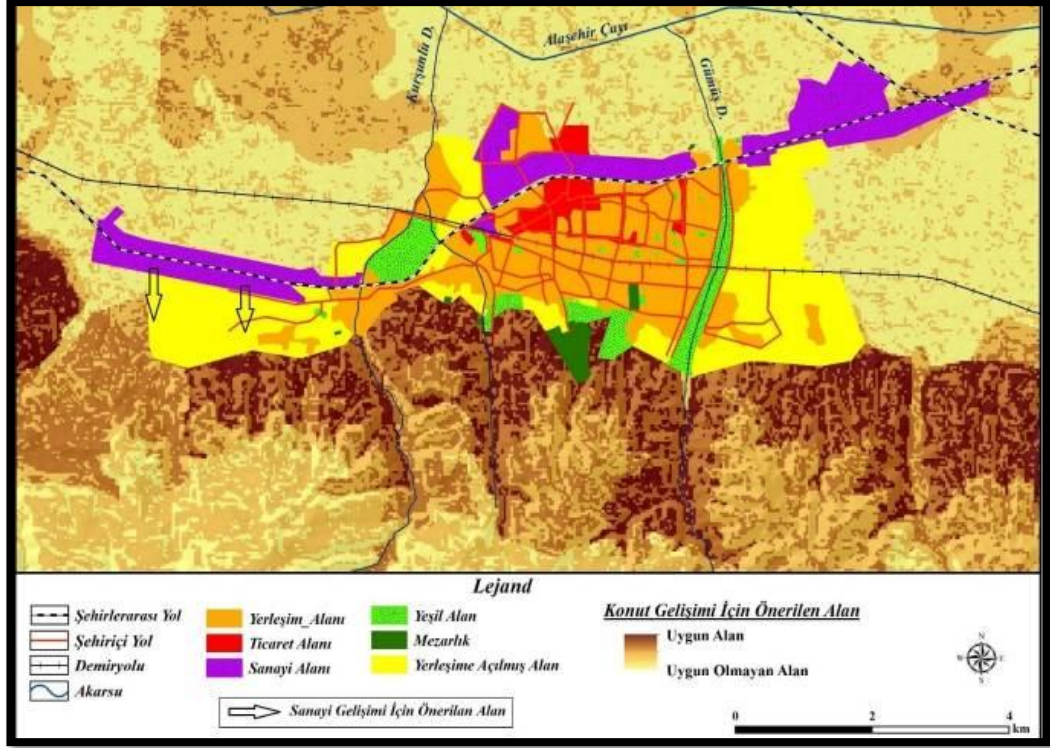 Alaşehir Çayı
Kurşunlu D.
Gümüş D.
Lejand
Şehirlerarası Yol
Şehiriçi Yol
Demiryolu
Akarsu
Yerleşim_Alanı
Ticaret Alanı
Sanayi Alanı
Yeşil Alan
Mezarlık
Yerleşime Açılmış Alan
Sanayi Gelişimi İçin Önerilan Alan
Konut Gelişimi İçin Önerilen Alan
Uygun Alan
Uygun Olmayan Alan
N
W E
S
0 2 4
km